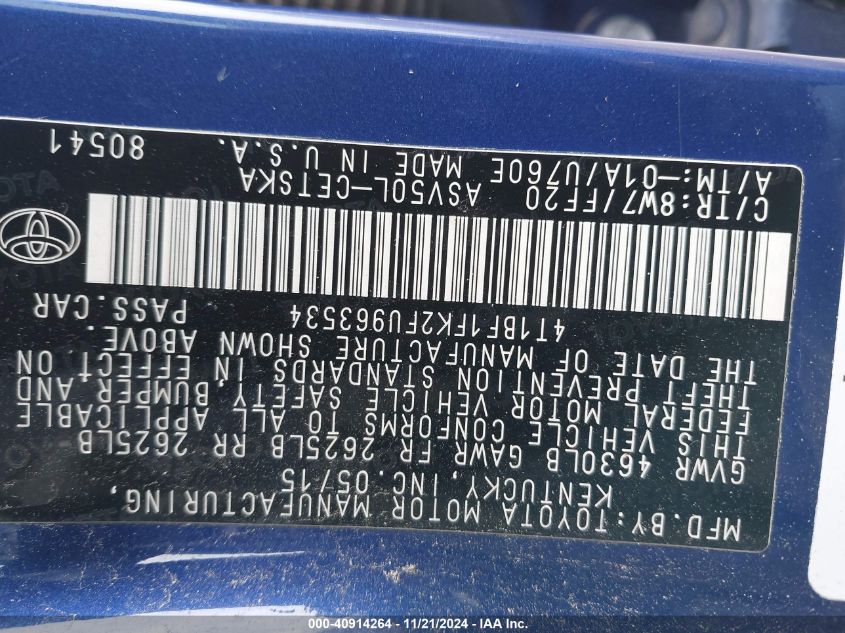 MFD.BY:TOYOTA MOTOR MANUFACTURING,
KENTUCKY, INC. 05/15
GVWR 4630LB GAWR FR 2625LB RR 2625LB
THIS VEHICLE CONFORMS TO ALL APPLICABLE
FEDERAL MOTOR VEHICLE SAFETY, BUMPER AND
THEFT PREVENTION STANDARDS IN EFFECT ON
THE DATE OF MANUFACTURE SHOWN ABOVE.
4T1BF1FK2FU963534 PASS.CAR
C/TR:8W7/FF20 ASV50L-CETSKA
A/TM:-01A/U760E MADE IN U.S.A. 80541
000-40914264 - 11/21/2024 - IAA Inc.